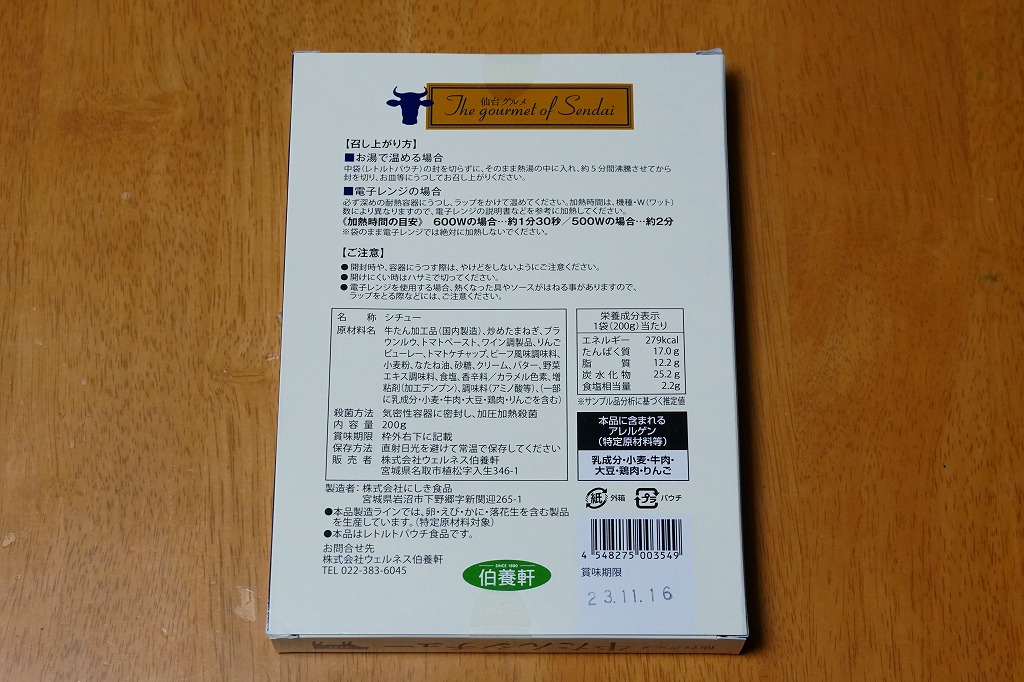 仙台グルメ
The gourmet of Sendai
【召し上がり方】
■お湯で温める場合
中袋(レトルトパウチ)の封を切らずに、そのまま熱湯の中に入れ、約5分間沸騰させてから
封を切り、お皿等にうつしてお召し上がりください。
■電子レンジの場合
必ず深めの耐熱容器にうつし、ラップをかけて温めてください。加熱時間は、機種・W(ワット)
数により異なりますので、電子レンジの説明書などを参考に加熱してください。
《加熱時間の目安》 600Wの場合…約1分30秒/500Wの場合…約2分
※袋のまま電子レンジでは絶対に加熱しないでください。
【ご注意】
●開封時や、容器にうつす際は、やけどをしないようにご注意ください。
●開けにくい時はハサミで切ってください。
●電子レンジを使用する場合、熱くなった具やソースがはねる事がありますので、
ラップをとる際などには、ご注意ください。
名称 シチュー
原材料名 牛たん加工品(国内製造)、炒めたまねぎ、ブラ
ウンルウ、トマトペースト、ワイン調製品、りんご
ピューレー、トマトケチャップ、ビーフ風味調味料、
小麦粉、なたね油、砂糖、クリーム、バター、野菜
エキス調味料、食塩、香辛料/カラメル色素、増
粘剤(加工デンプン)、調味料(アミノ酸等)、(一部
に乳成分・小麦・牛肉・大豆・鶏肉・りんごを含む)
殺菌方法 気密性容器に密封し、加圧加熱殺菌
内容量 200g
賞味期限 枠外右下に記載
保存方法 直射日光を避けて常温で保存してください
販売者 株式会社ウェルネス伯養軒
宮城県名取市植松字入生346-1
栄養成分表示
1袋(200g)当たり
エネルギー 279kcal
たんぱく質 17.0g
脂質 12.2g
炭水化物 25.2g
食塩相当量 2.2g
※サンプル品分析に基づく推定値
本品に含まれる
アレルゲン
(特定原材料等)
乳成分・小麦・牛肉・
大豆・鶏肉・りんご
製造者:株式会社にしき食品
宮城県岩沼市下野郷字新関迎265-1
●本品製造ラインでは、卵・えび・かに・落花生を含む製品
を生産しています。(特定原材料対象)
●本品はレトルトパウチ食品です。
お問合せ先
株式会社ウェルネス伯養軒
TEL 022-383-6045
SINCE 1890
伯養軒
紙 外箱 プラ パウチ
4 548275 003549
賞味期限
23.11.16
仙台グルメ 牛たんシチュー